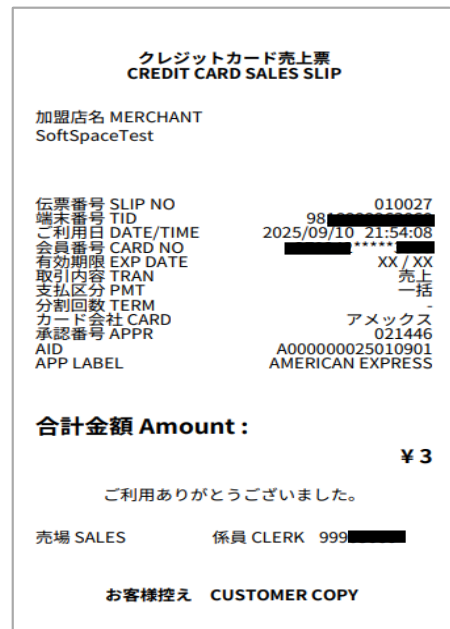 クレジットカード売上票
CREDIT CARD SALES SLIP
加盟店名 MERCHANT
SoftSpaceTest
伝票番号 SLIP NO 010027
端末番号 TID 98
ご利用日 DATE/TIME 2025/09/10 21:54:08
会員番号 CARD NO *****
有効期限 EXP DATE XX / XX
取引内容 TRAN 売上
支払区分 PMT 一括
分割回数 TERM -
カード会社 CARD アメックス
承認番号 APPR 021446
AID A000000025010901
APP LABEL AMERICAN EXPRESS
合計金額 Amount :
¥ 3
ご利用ありがとうございました。
売場 SALES 係員 CLERK 999
お客様控え CUSTOMER COPY